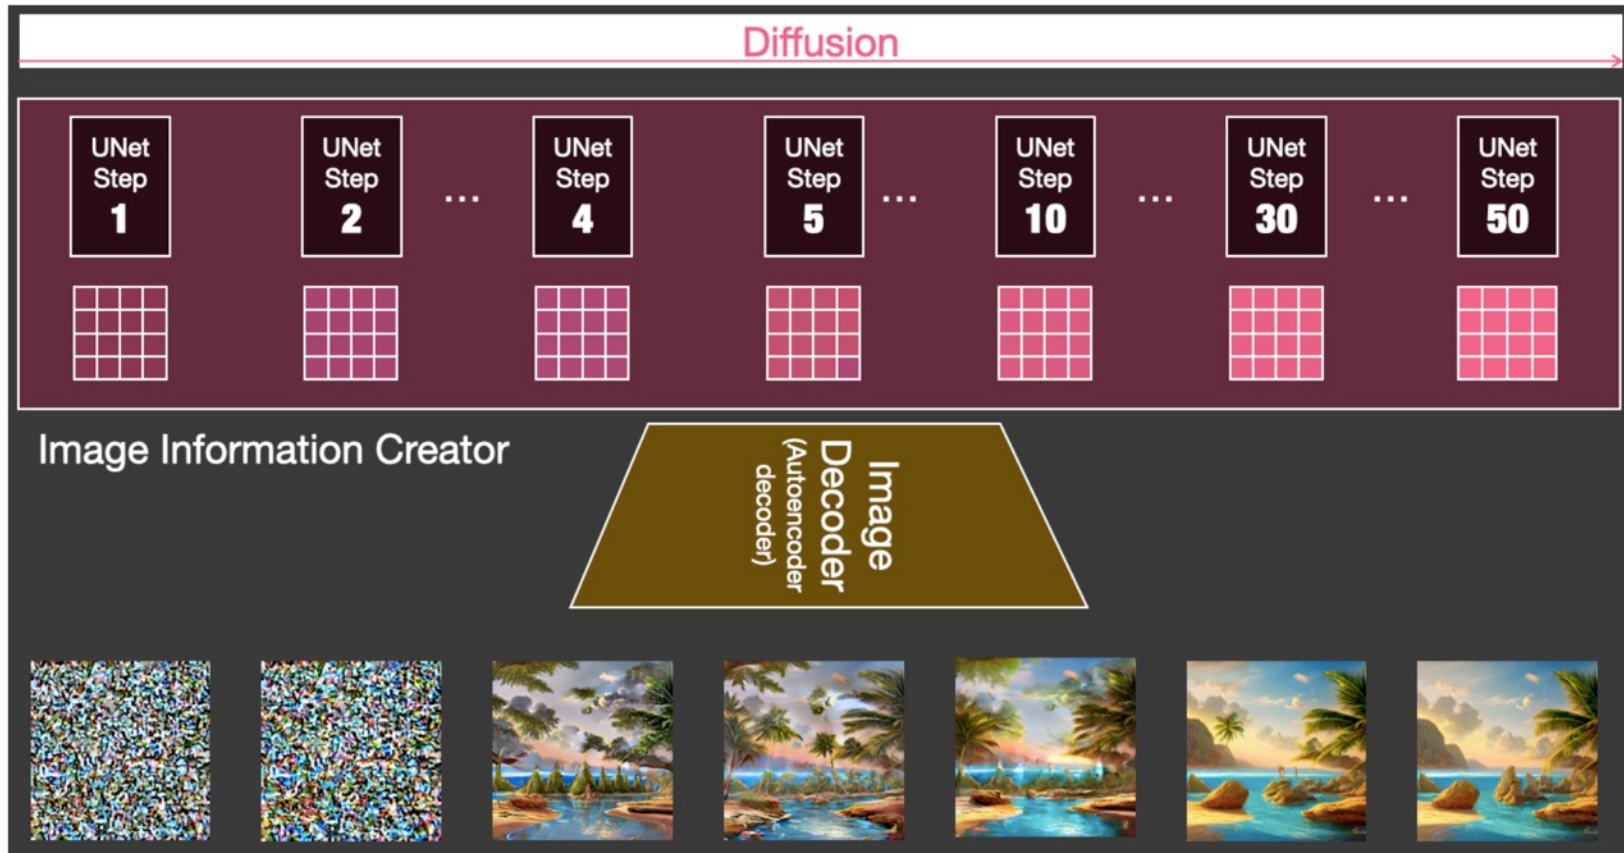 Diffusion
UNet
Step
1
UNet
Step
2
...
UNet
Step
4
UNet
Step
5
...
UNet
Step
10
...
UNet
Step
30
...
UNet
Step
50
Image Information Creator
Image
Decoder
(Autoencoder
decoder)